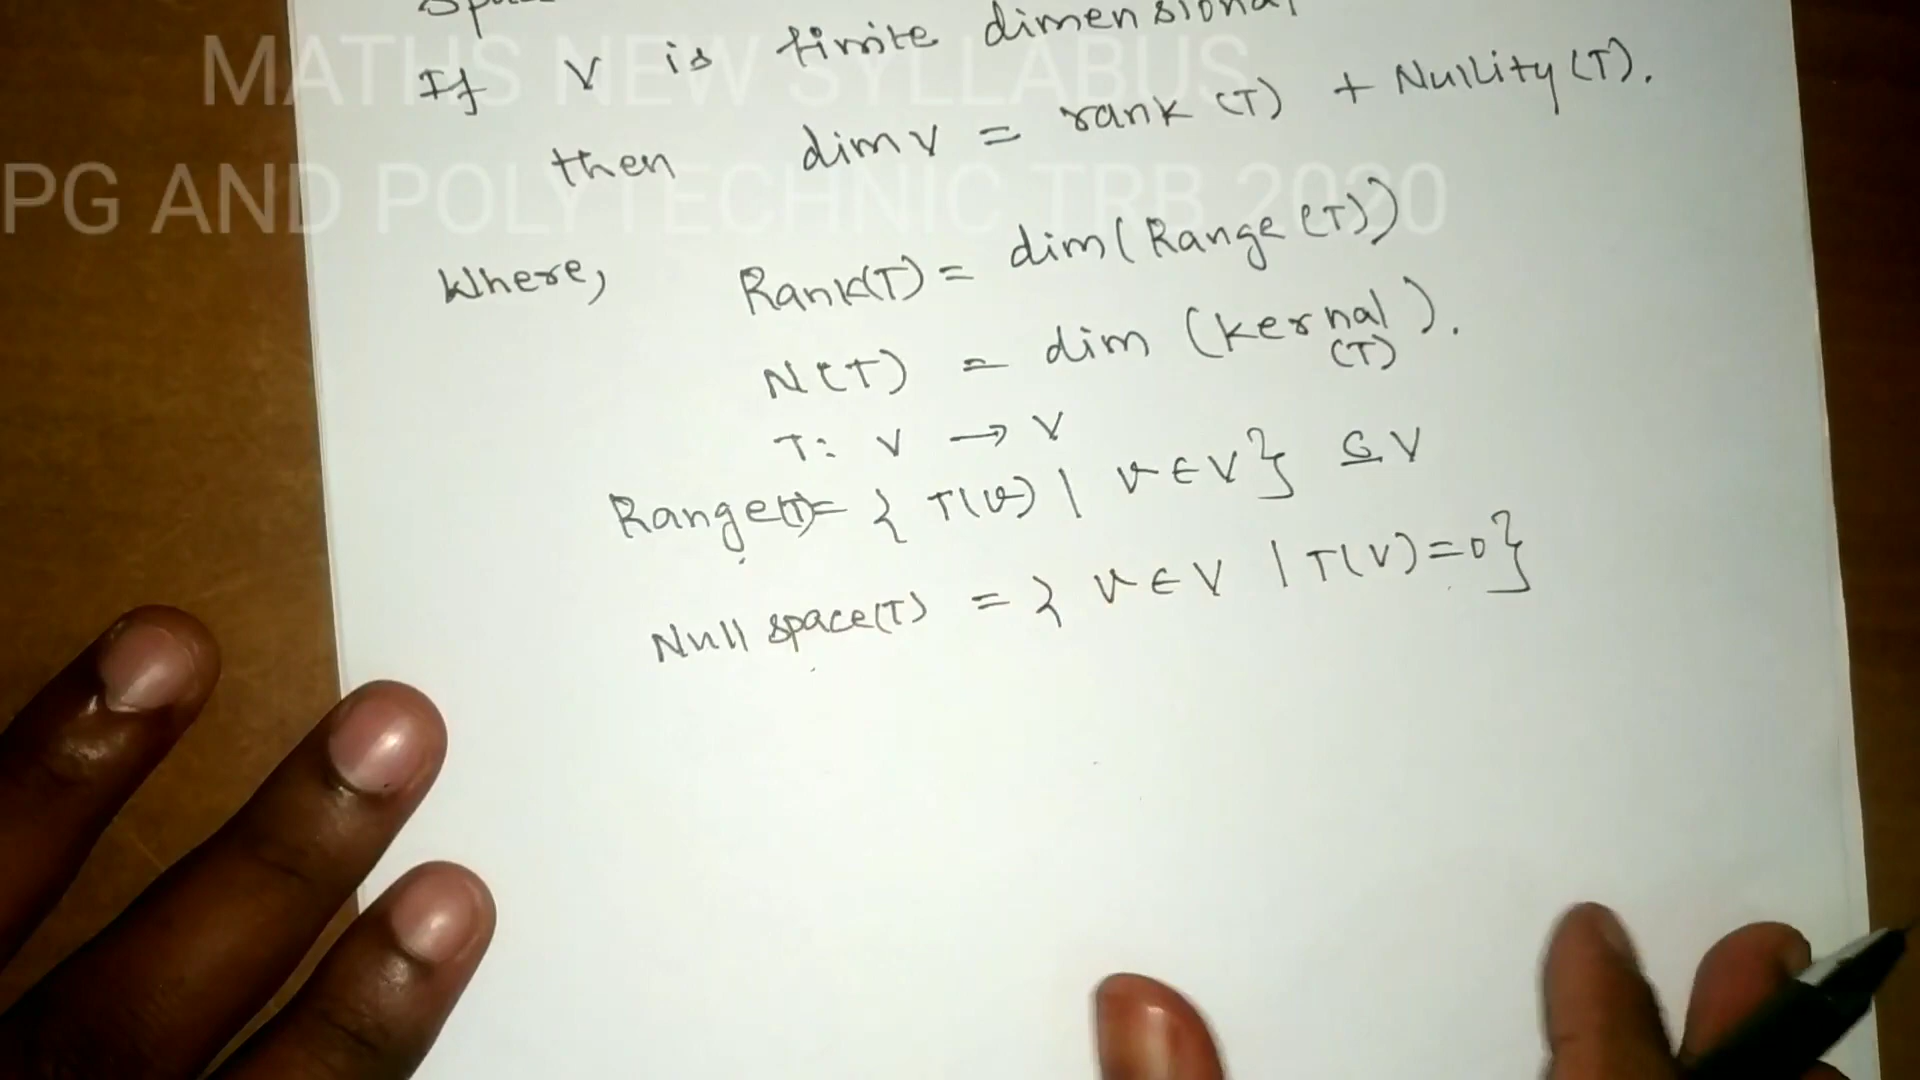 If V is finite dimensional
MATHS NEW SYLLABUS
then dim V = rank (T) + Nullity (T).
PG AND POLYTECHNIC TRB 2020
Where, Rank(T) = dim (Range (T))
N(T) = dim (kernal (T)).
T: V → V
Range(T) = { T(v) | v ∈ V } ⊆ V
Null space(T) = { v ∈ V | T(V) = 0 }